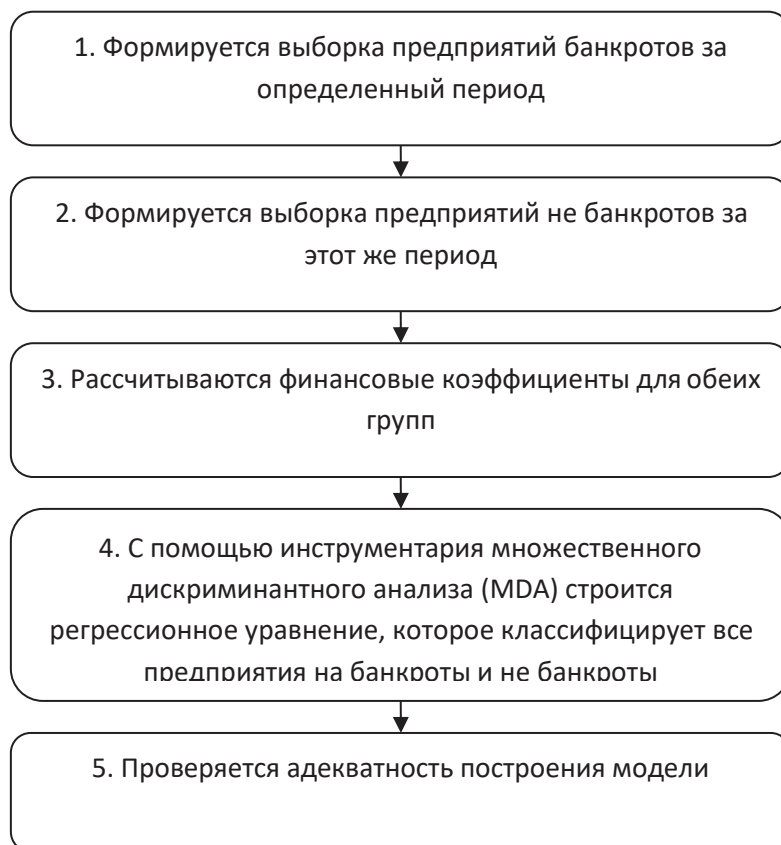 1. Формируется выборка предприятий банкротов за
определенный период
2. Формируется выборка предприятий не банкротов за
этот же период
3. Рассчитываются финансовые коэффициенты для обеих
групп
4. С помощью инструментария множественного
дискриминантного анализа (MDA) строится
регрессионное уравнение, которое классифицирует все
предприятия на банкроты и не банкроты
5. Проверяется адекватность построения модели